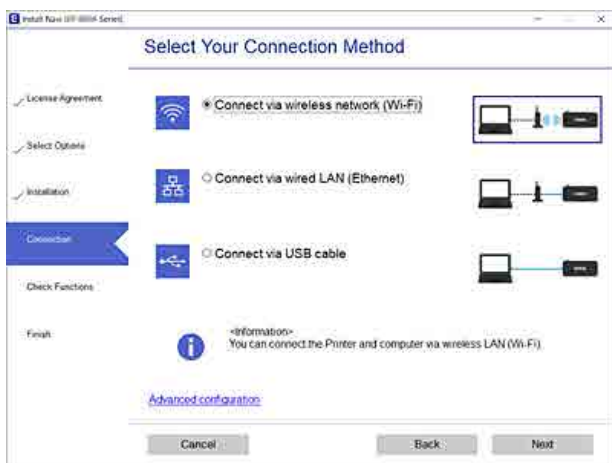 Install Navi
Select Your Connection Method
License Agreement
Select Options
Installation
Connection
Check Functions
Finish
Connect via wireless network (Wi-Fi)
Connect via wired LAN (Ethernet)
Connect via USB cable
<Information>
You can connect the Printer and computer via wireless LAN (Wi-Fi)
Advanced configuration
Cancel
Back
Next